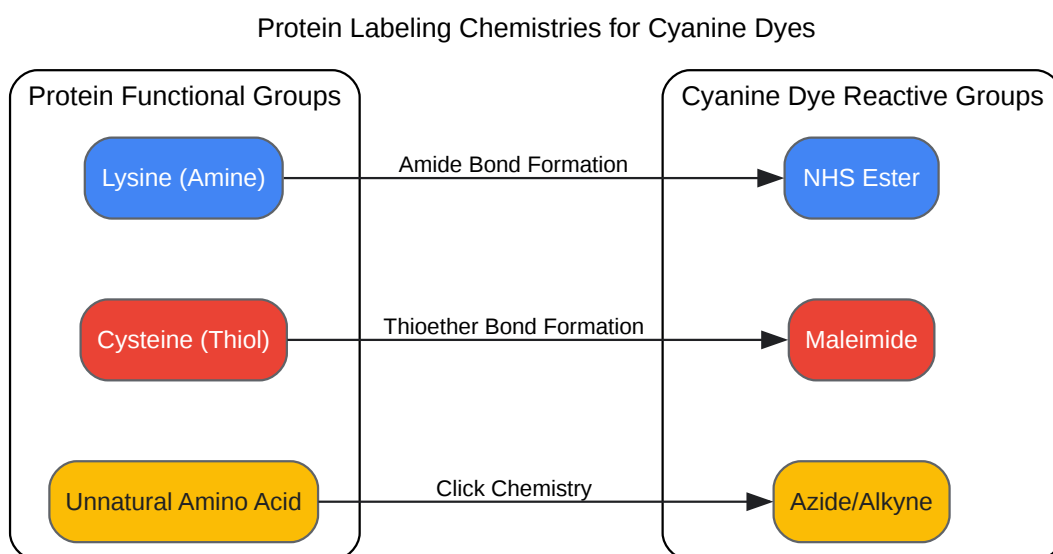 Protein Labeling Chemistries for Cyanine Dyes
Protein Functional Groups
Cyanine Dye Reactive Groups
Lysine (Amine)
Amide Bond Formation
NHS Ester
Cysteine (Thiol)
Thioether Bond Formation
Maleimide
Unnatural Amino Acid
Click Chemistry
Azide/Alkyne